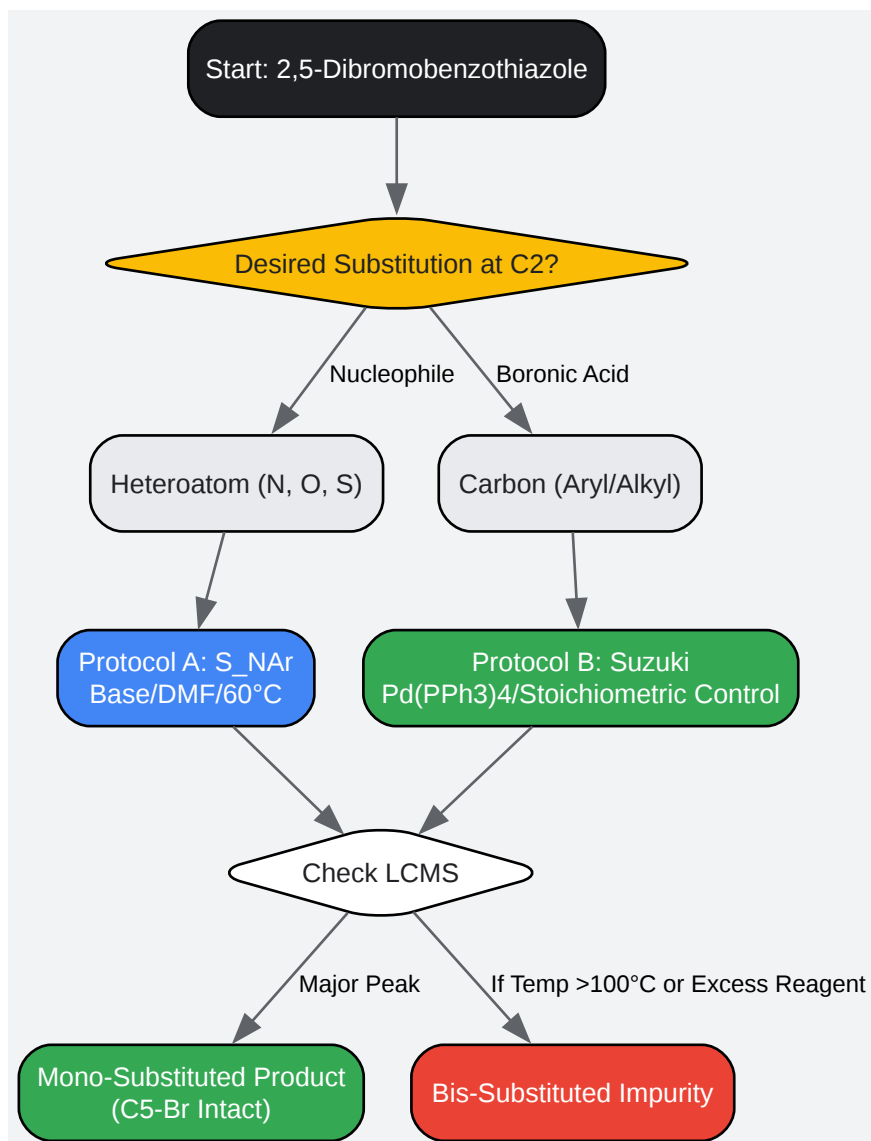 Start: 2,5-Dibromobenzothiazole
Desired Substitution at C2?
Nucleophile
Boronic Acid
Heteroatom (N, O, S)
Carbon (Aryl/Alkyl)
Protocol A: S_NAr
Base/DMF/60°C
Protocol B: Suzuki
Pd(PPh3)4/Stoichiometric Control
Check LCMS
Major Peak
If Temp >100°C or Excess Reagent
Mono-Substituted Product
(C5-Br Intact)
Bis-Substituted Impurity